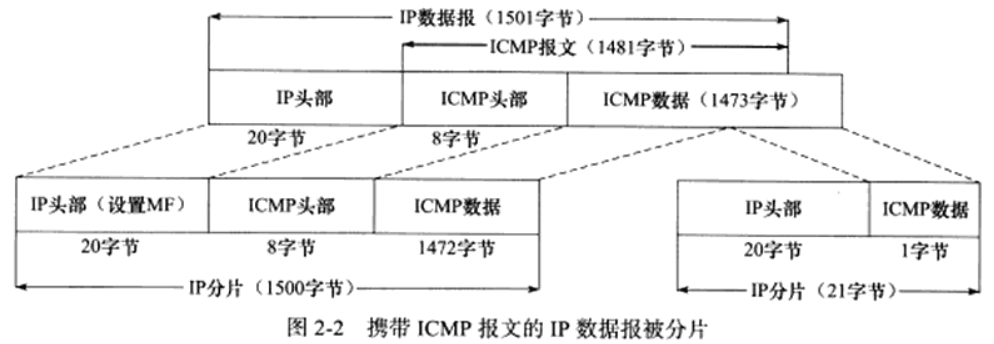 IP数据报（1501字节）
ICMP报文（1481字节）
IP头部 ICMP头部 ICMP数据（1473字节）
20字节 8字节
IP头部（设置MF） ICMP头部 ICMP数据 IP头部 ICMP数据
20字节 8字节 1472字节 20字节 1字节
IP分片（1500字节） IP分片（21字节）
图 2-2 携带 ICMP 报文的 IP 数据报被分片